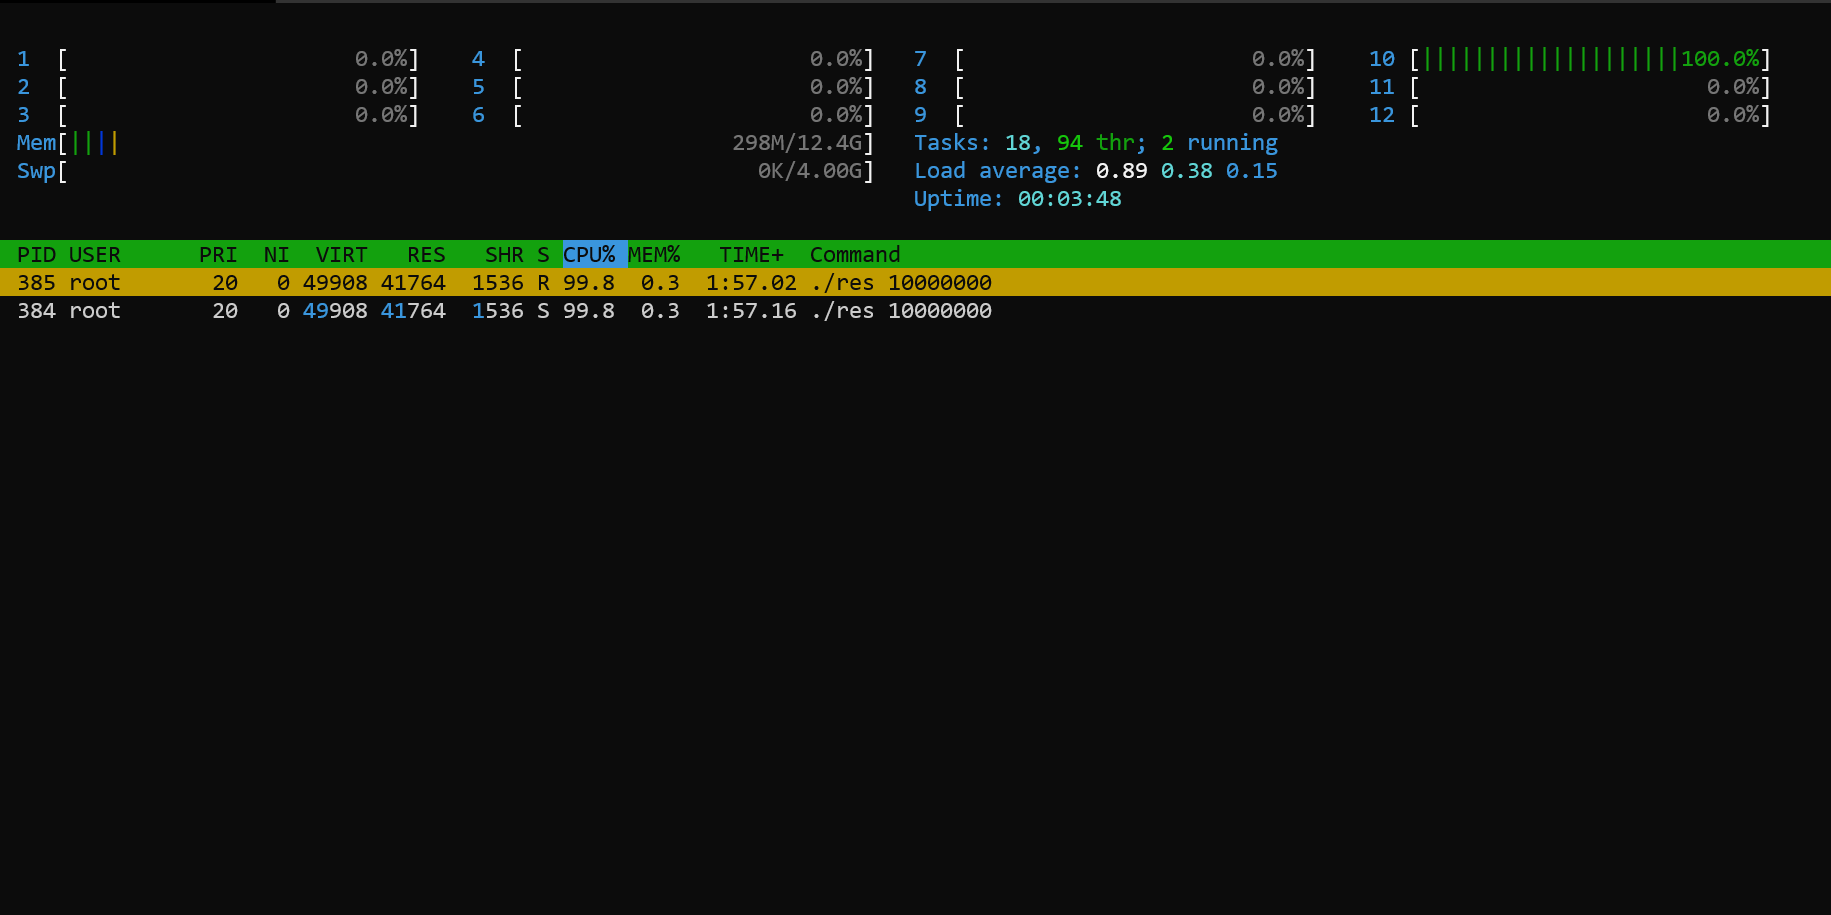 1 [ 0.0%] 4 [ 0.0%] 7 [ 0.0%] 10 [||||||||||||||||||||100.0%]
2 [ 0.0%] 5 [ 0.0%] 8 [ 0.0%] 11 [ 0.0%]
3 [ 0.0%] 6 [ 0.0%] 9 [ 0.0%] 12 [ 0.0%]
Mem[|||| 298M/12.4G] Tasks: 18, 94 thr; 2 running
Swp[ 0K/4.00G] Load average: 0.89 0.38 0.15
Uptime: 00:03:48
PID USER PRI NI VIRT RES SHR S CPU% MEM% TIME+ Command
385 root 20 0 49908 41764 1536 R 99.8 0.3 1:57.02 ./res 10000000
384 root 20 0 49908 41764 1536 S 99.8 0.3 1:57.16 ./res 10000000